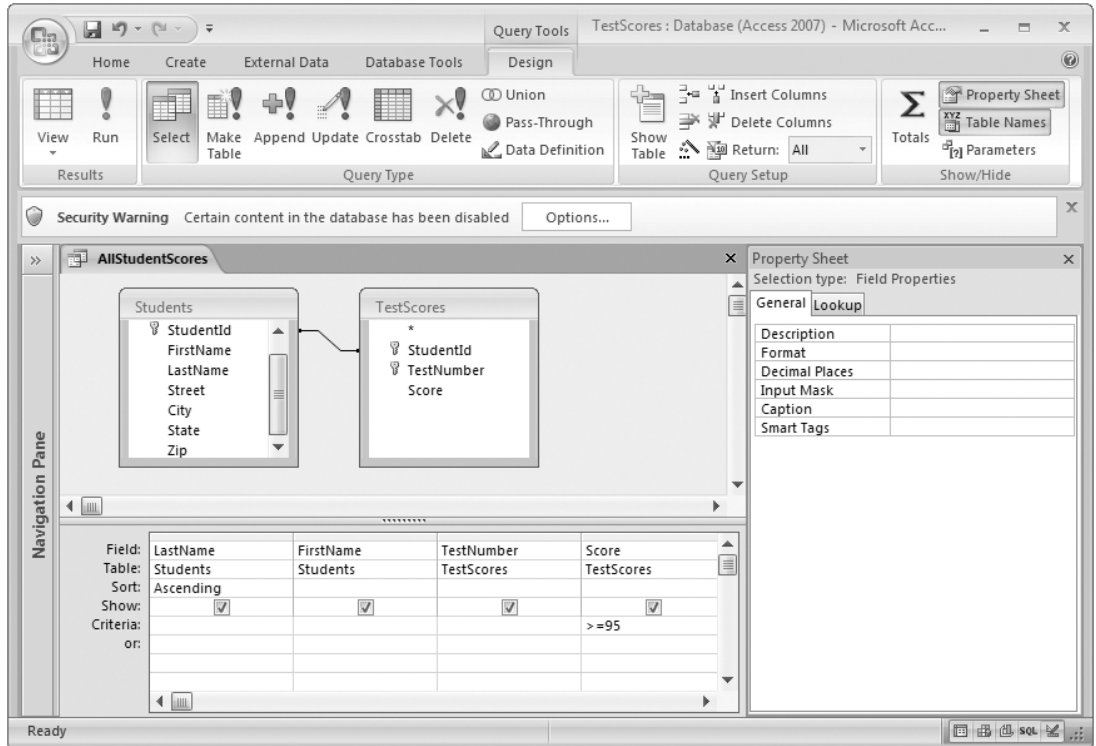 Query Tools
TestScores : Database (Access 2007) - Microsoft Acc...
Home Create External Data Database Tools Design
View
Run
Results
Select
Make Table
Append
Update
Crosstab
Delete
Union
Pass-Through
Data Definition
Query Type
Show Table
Insert Columns
Delete Columns
Return: All
Query Setup
Totals
Property Sheet
XYZ Table Names
[?] Parameters
Show/Hide
Security Warning Certain content in the database has been disabled Options...
»
Navigation Pane
AllStudentScores
Students
StudentId
FirstName
LastName
Street
City
State
Zip
TestScores
*
StudentId
TestNumber
Score
Field: LastName FirstName TestNumber Score
Table: Students Students TestScores TestScores
Sort: Ascending
Show:
Criteria: >=95
or:
Property Sheet
Selection type: Field Properties
General Lookup
Description
Format
Decimal Places
Input Mask
Caption
Smart Tags
Ready
SQL